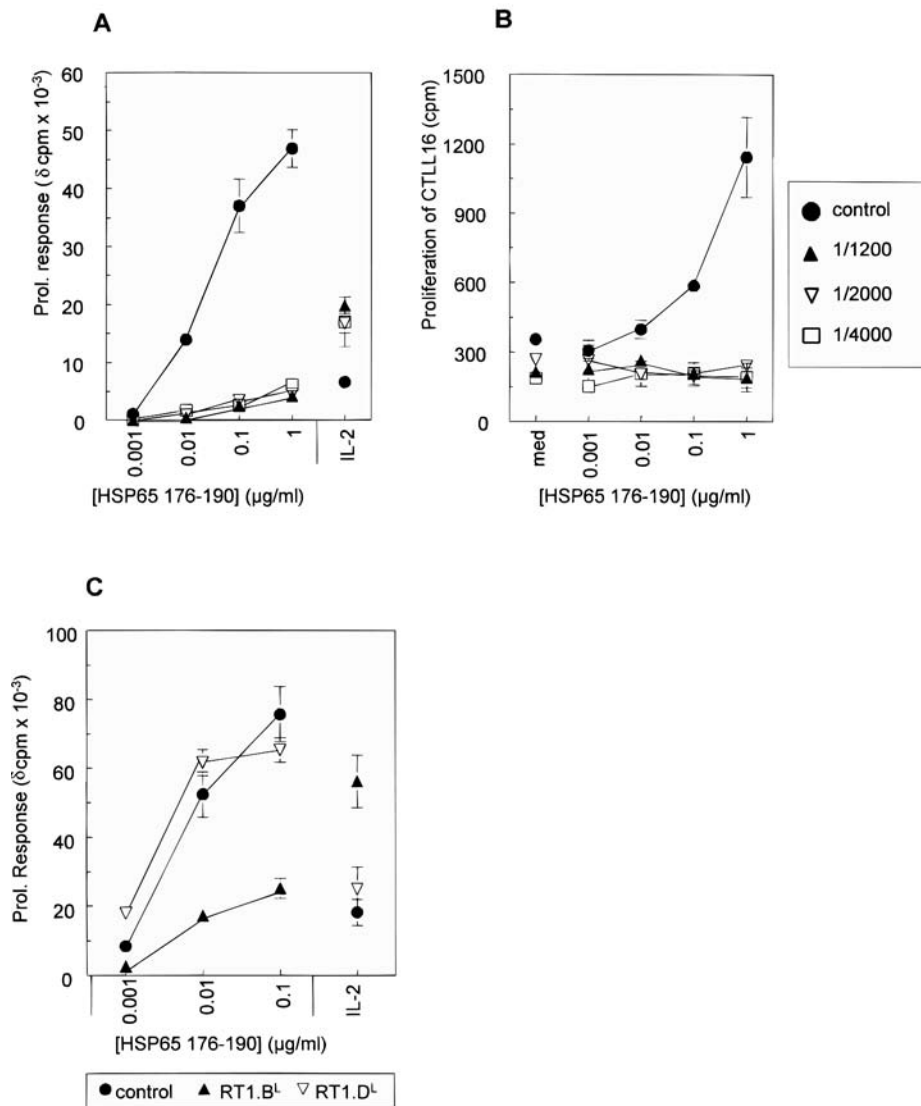 A
60
50
40
30
20
10
0
Prol. response (δ cpm x 10-3)
0.001
0.01
0.1
1
IL-2
[HSP65 176-190] (µg/ml)
B
1500
1200
900
600
300
0
Proliferation of CTLL16 (cpm)
med
0.001
0.01
0.1
1
[HSP65 176-190] (µg/ml)
control
1/1200
1/2000
1/4000
C
100
80
60
40
20
0
Prol. Response (δcpm x 10-3)
0.001
0.01
0.1
IL-2
[HSP65 176-190] (µg/ml)
control RT1.BL RT1.DL